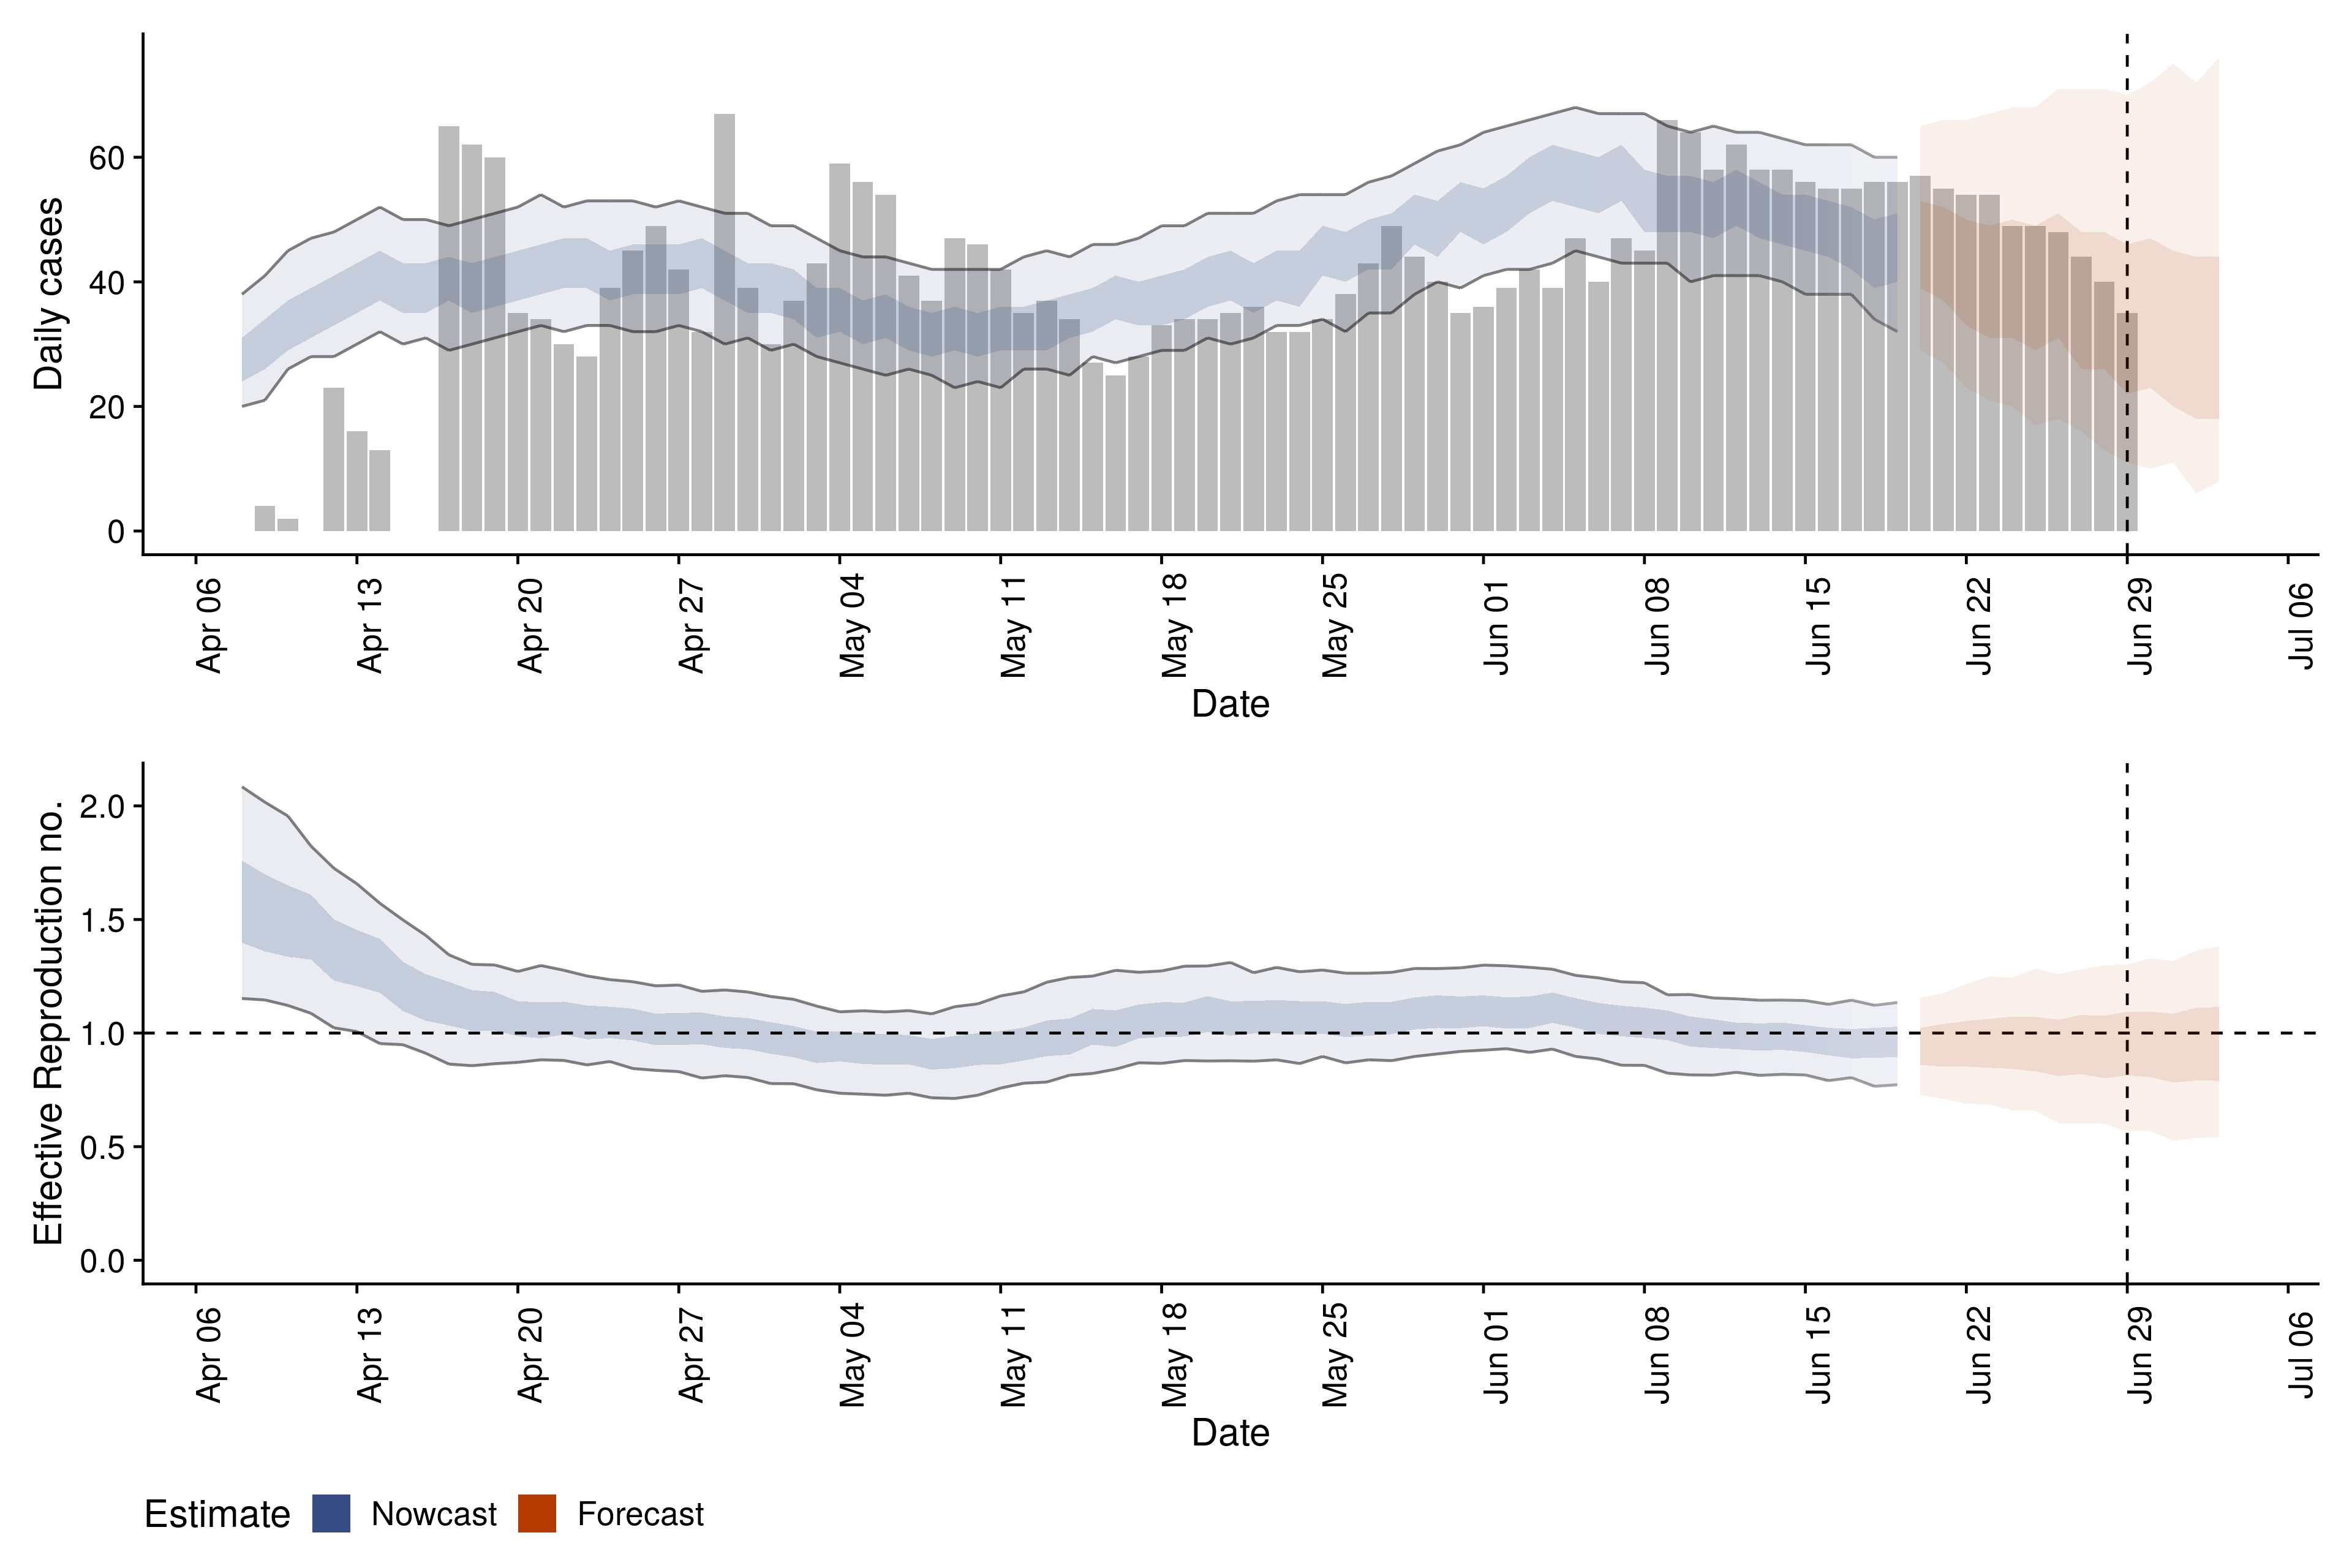 Daily cases
60
40
20
0
Apr 06 Apr 13 Apr 20 Apr 27 May 04 May 11 May 18 May 25 Jun 01 Jun 08 Jun 15 Jun 22 Jun 29 Jul 06
Date
Effective Reproduction no.
2.0
1.5
1.0
0.5
0.0
Apr 06 Apr 13 Apr 20 Apr 27 May 04 May 11 May 18 May 25 Jun 01 Jun 08 Jun 15 Jun 22 Jun 29 Jul 06
Date
Estimate Nowcast Forecast